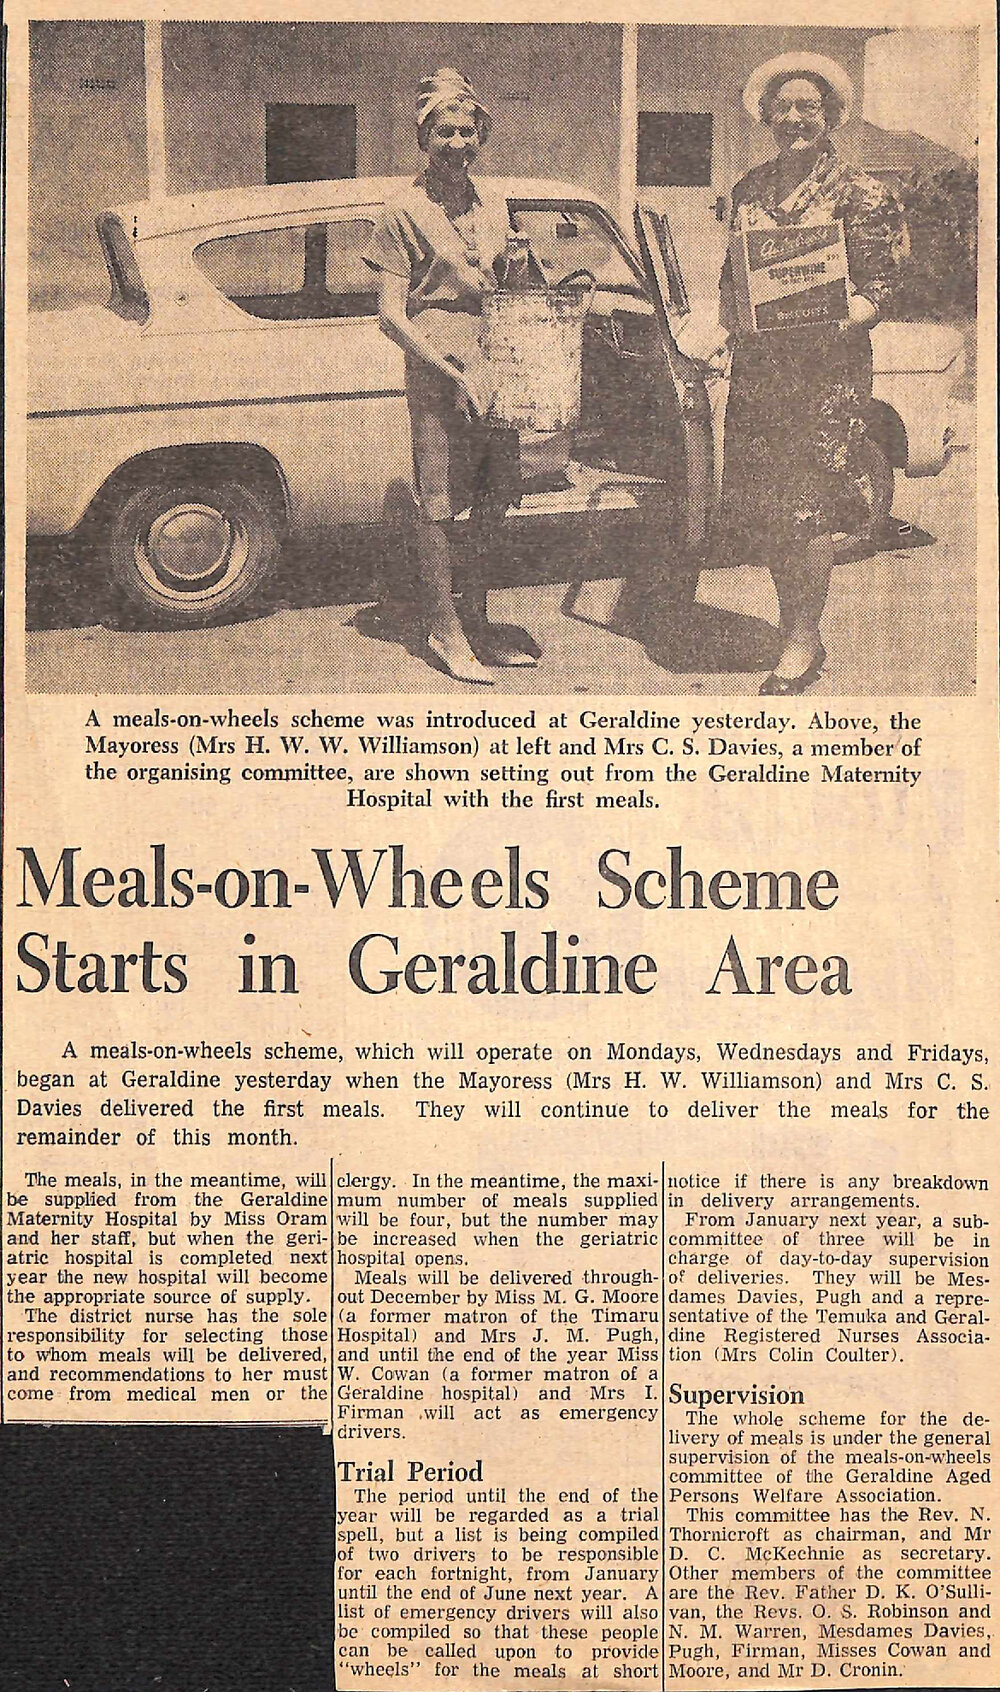 SUPERWINE
BISCUITS
A meals-on-wheels scheme was introduced at Geraldine yesterday. Above, the
Mayoress (Mrs H. W. W. Williamson) at left and Mrs C. S. Davies, a member of
the organising committee, are shown setting out from the Geraldine Maternity
Hospital with the first meals.
Meals-on-Wheels Scheme
Starts in Geraldine Area
A meals-on-wheels scheme, which will operate on Mondays, Wednesdays and Fridays,
began at Geraldine yesterday when the Mayoress (Mrs H. W. Williamson) and Mrs C. S.
Davies delivered the first meals. They will continue to deliver the meals for the
remainder of this month.
The meals, in the meantime, will
be supplied from the Geraldine
Maternity Hospital by Miss Oram
and her staff, but when the geri-
atric hospital is completed next
year the new hospital will become
the appropriate source of supply.
The district nurse has the sole
responsibility for selecting those
to whom meals will be delivered,
and recommendations to her must
come from medical men or the
clergy. In the meantime, the maxi-
mum number of meals supplied
will be four, but the number may
be increased when the geriatric
hospital opens.
Meals will be delivered through-
out December by Miss M. G. Moore
(a former matron of the Timaru
Hospital) and Mrs J. M. Pugh,
and until the end of the year Miss
W. Cowan (a former matron of a
Geraldine hospital) and Mrs I.
Firman will act as emergency
drivers.
Trial Period
The period until the end of the
year will be regarded as a trial
spell, but a list is being compiled
of two drivers to be responsible
for each fortnight, from January
until the end of June next year. A
list of emergency drivers will also
be compiled so that these people
can be called upon to provide
"wheels" for the meals at short
notice if there is any breakdown
in delivery arrangements.
From January next year, a sub-
committee of three will be in
charge of day-to-day supervision
of deliveries. They will be Mes-
dames Davies, Pugh and a repre-
sentative of the Temuka and Geral-
dine Registered Nurses Associa-
tion (Mrs Colin Coulter).
Supervision
The whole scheme for the de-
livery of meals is under the general
supervision of the meals-on-wheels
committee of the Geraldine Aged
Persons Welfare Association.
This committee has the Rev. N.
Thornicroft as chairman, and Mr
D. C. McKechnie as secretary.
Other members of the committee
are the Rev. Father D. K. O'Sulli-
van, the Revs. O. S. Robinson and
N. M. Warren, Mesdames Davies,
Pugh, Firman, Misses Cowan and
Moore, and Mr D. Cronin.